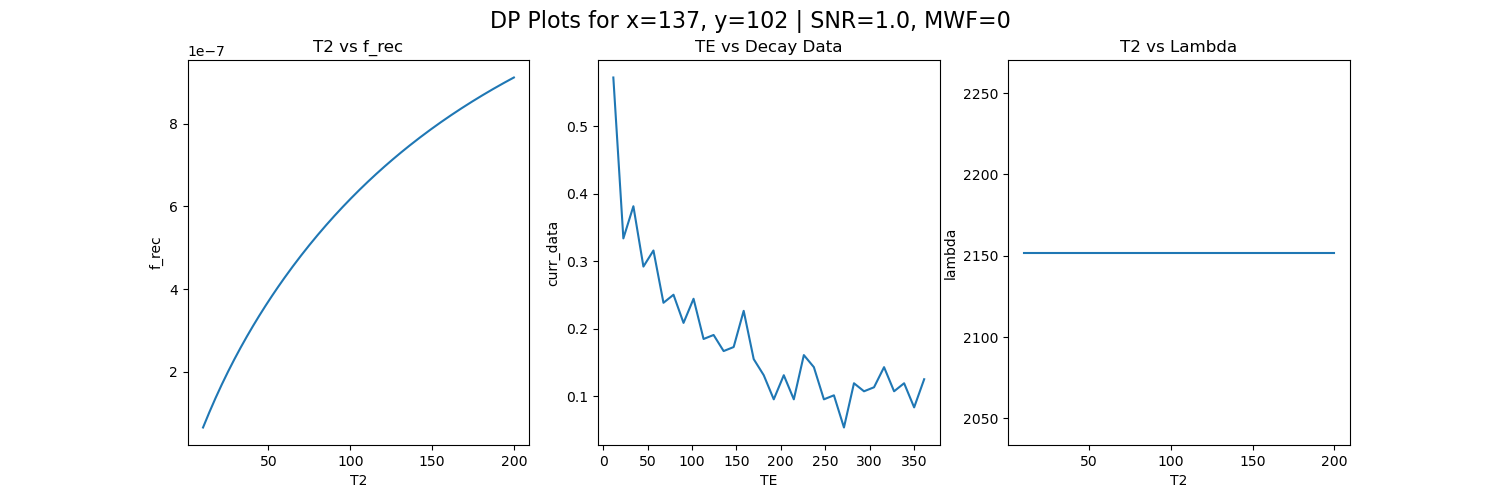 DP Plots for x=137, y=102 | SNR=1.0, MWF=0
T2 vs f_rec
1e−7
8
6
4
2
f_rec
50 100 150 200
T2
TE vs Decay Data
0.5
0.4
0.3
0.2
0.1
curr_data
0 50 100 150 200 250 300 350
TE
T2 vs Lambda
2250
2200
2150
2100
2050
lambda
50 100 150 200
T2